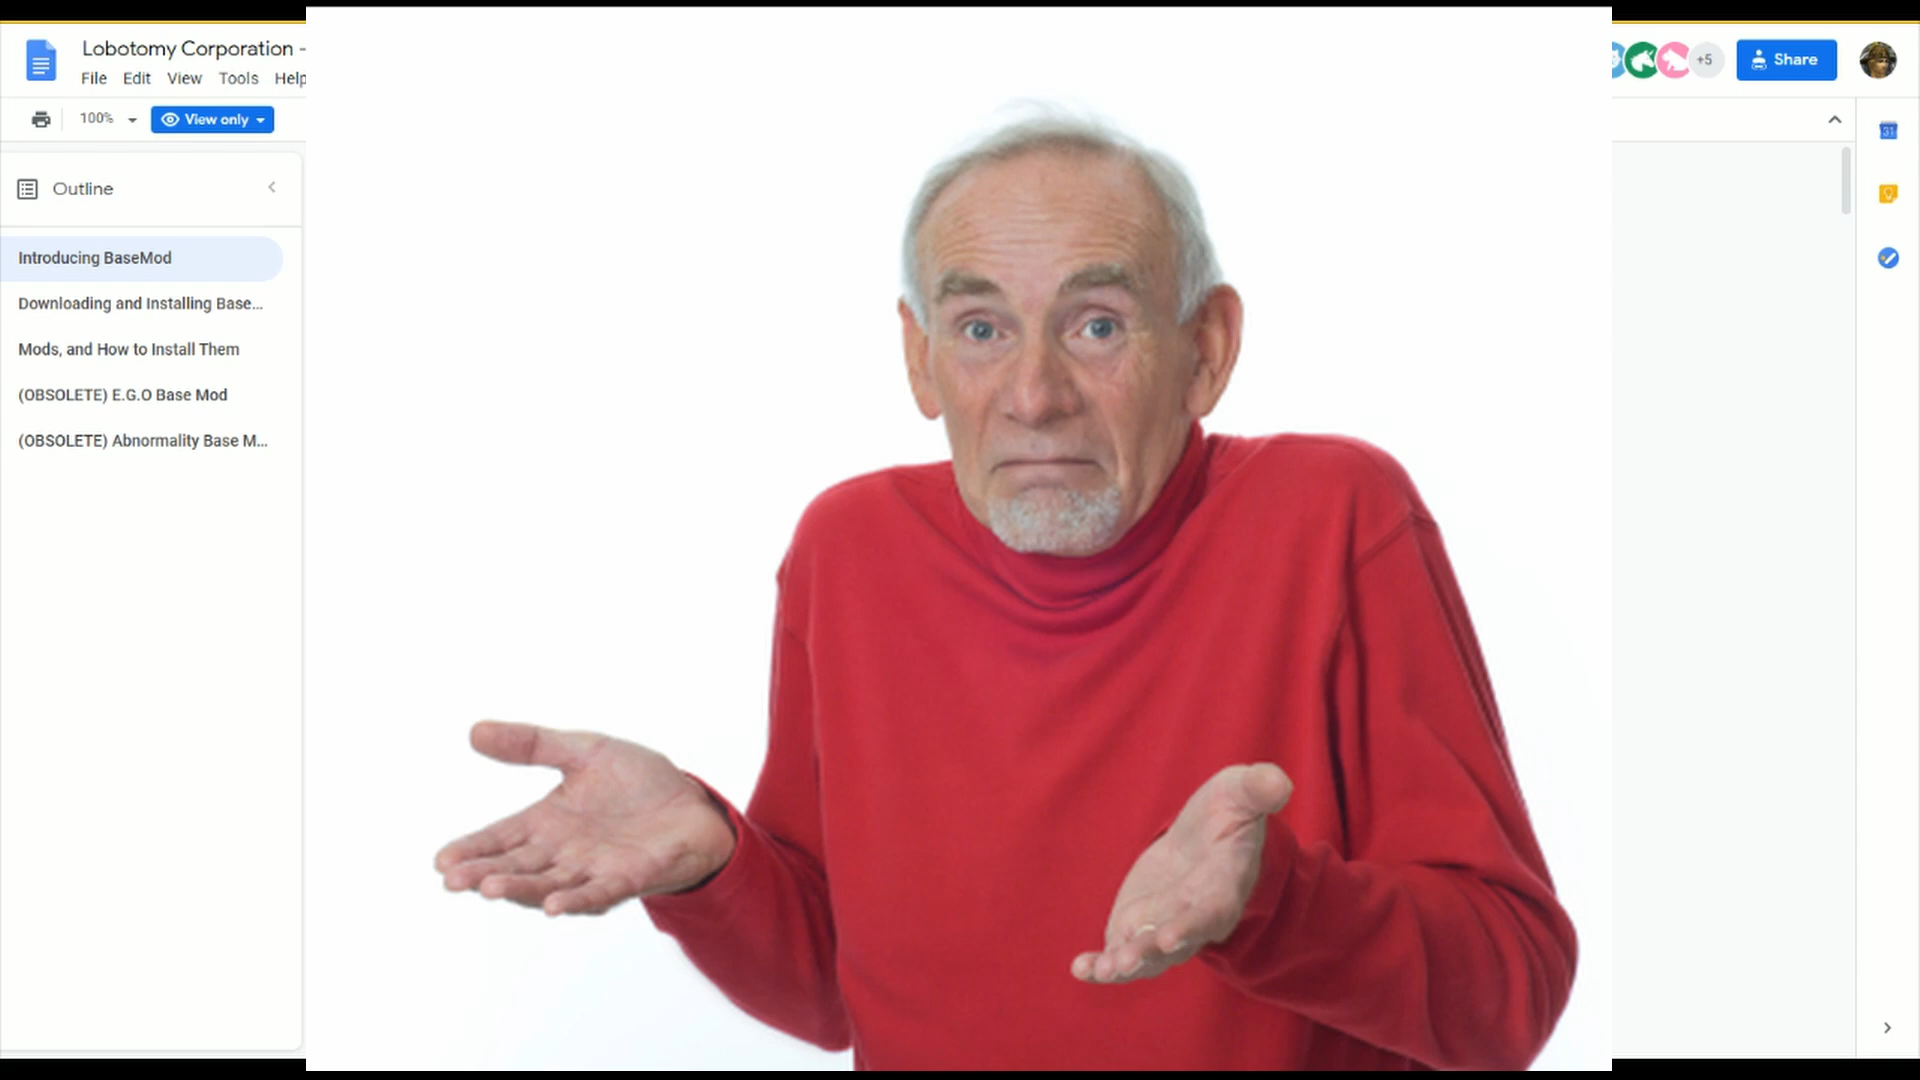 Lobotomy Corporation -
File Edit View Tools Help
+5
Share
100%
View only
31
Outline
Introducing BaseMod
Downloading and Installing Base...
Mods, and How to Install Them
(OBSOLETE) E.G.O Base Mod
(OBSOLETE) Abnormality Base M...